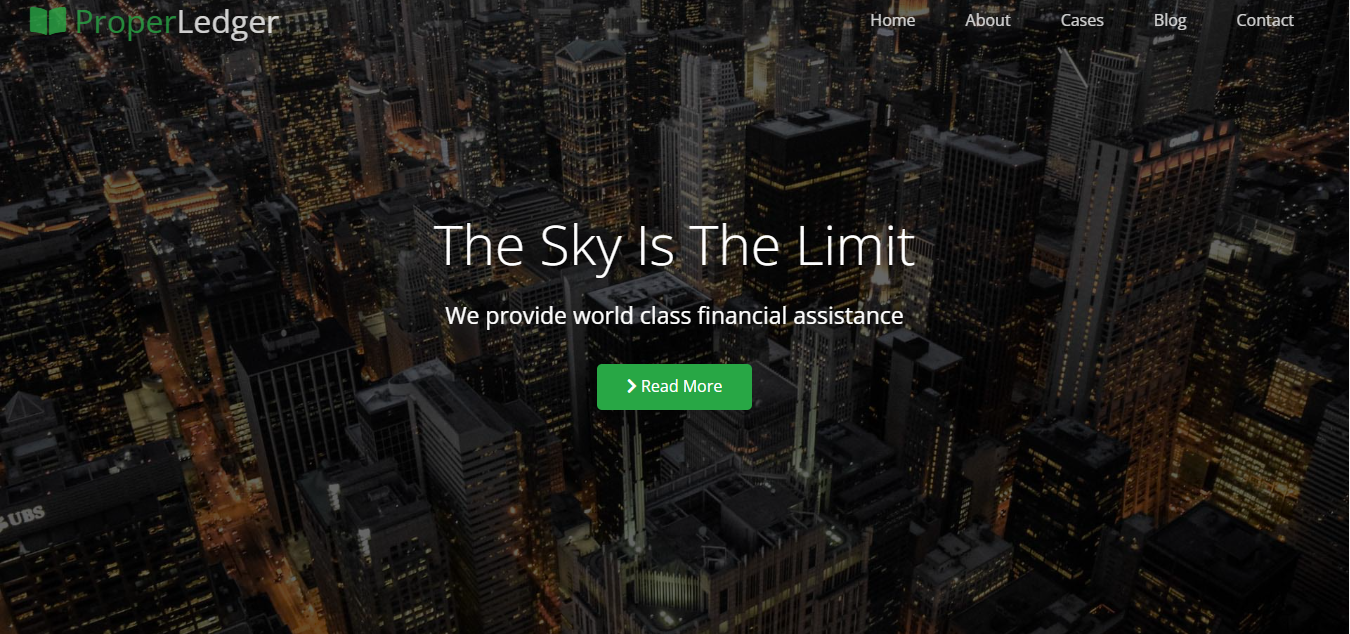 ProperLedger
Home About Cases Blog Contact
The Sky Is The Limit
We provide world class financial assistance
Read More
UBS